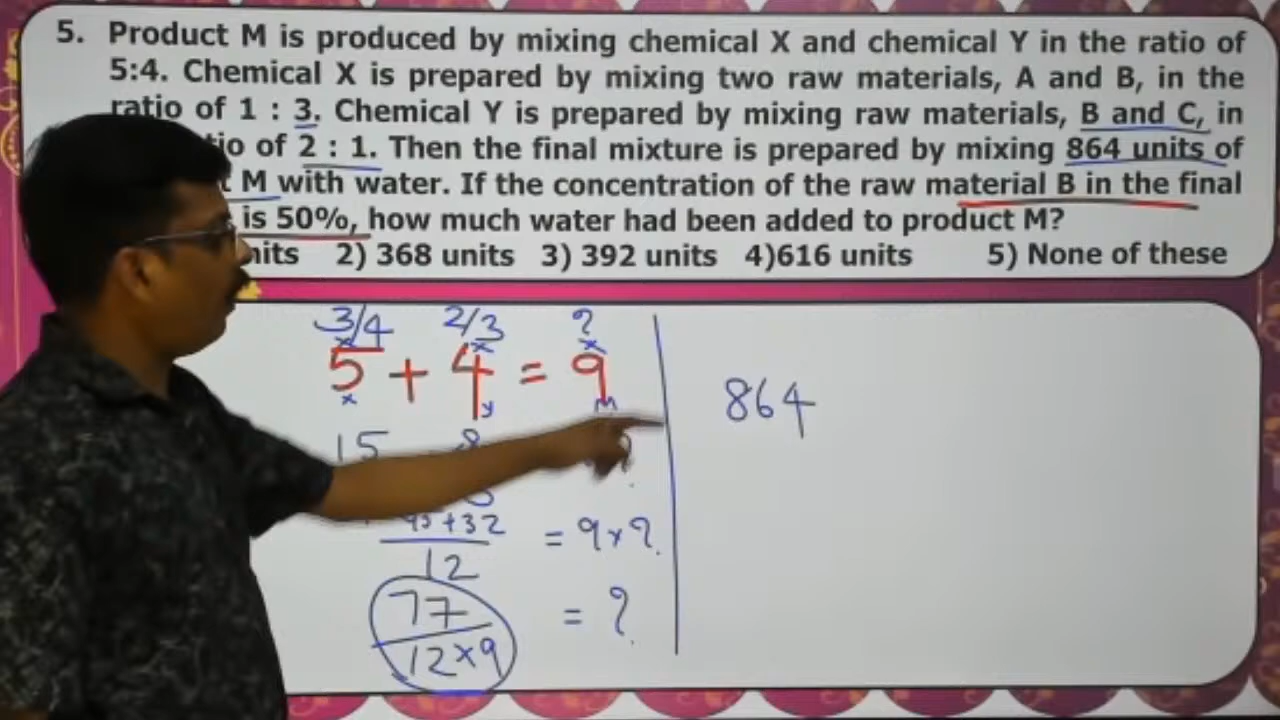 5. Product M is produced by mixing chemical X and chemical Y in the ratio of
5:4. Chemical X is prepared by mixing two raw materials, A and B, in the
ratio of 1 : 3. Chemical Y is prepared by mixing raw materials, B and C, in
of 2 : 1. Then the final mixture is prepared by mixing 864 units of
M with water. If the concentration of the raw material B in the final
is 50%, how much water had been added to product M?
2) 368 units 3) 392 units 4)616 units 5) None of these
3/4 2/3 ?
x x x
5 + 4 = 9 864
x y M
15 8
+32 = 9x?
12
77 = ?
12x9